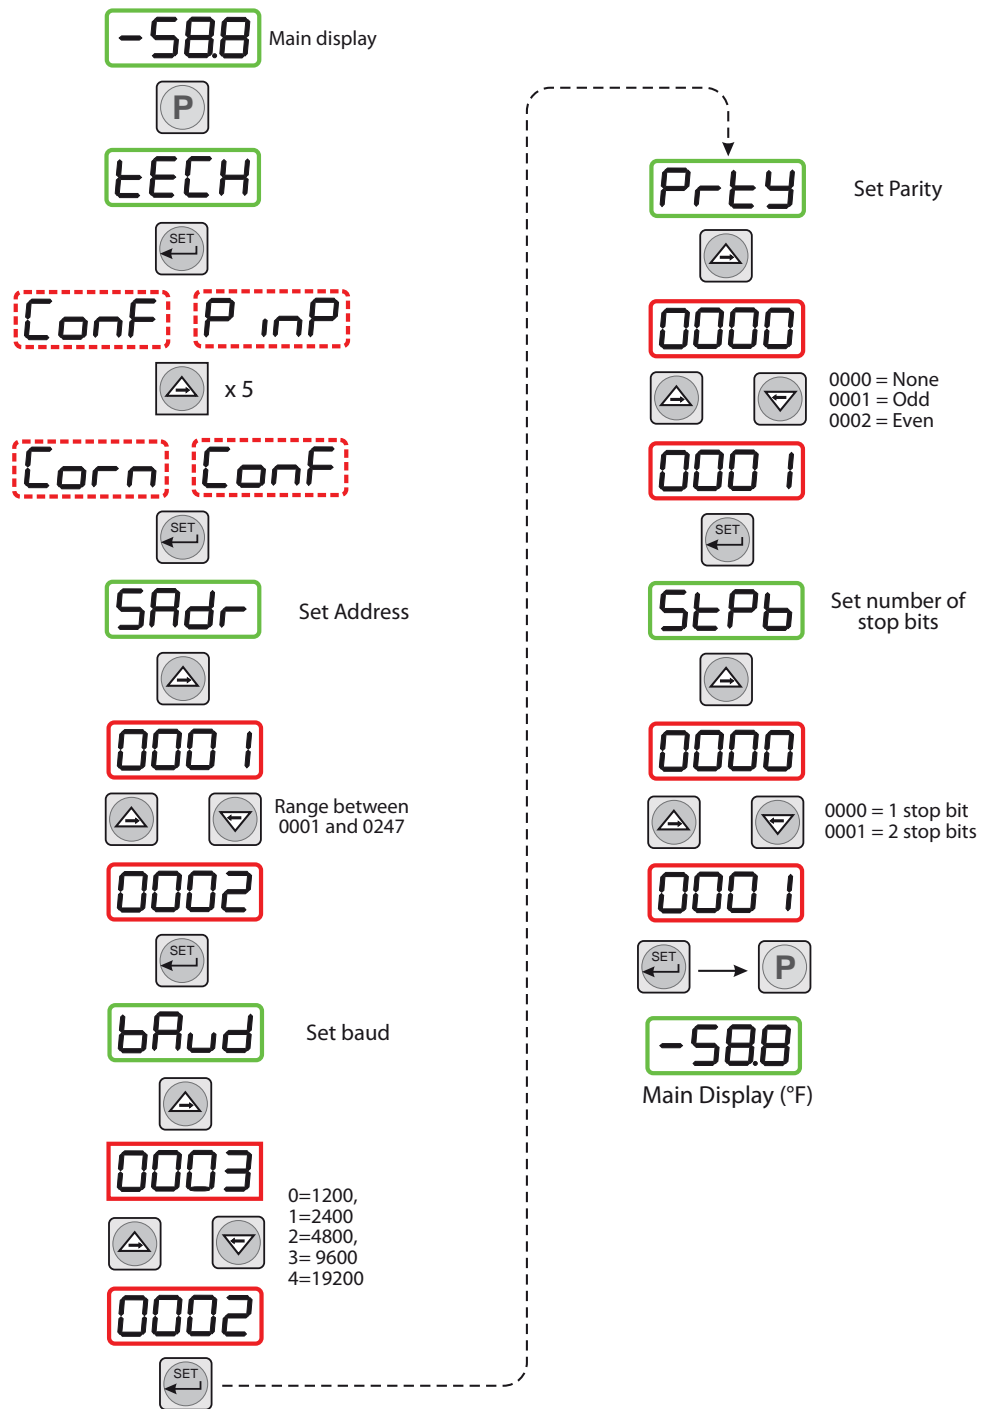 -58.8 Main display
P
tECH
SET
ConF P inP
x 5
Corn ConF
SET
SAdr Set Address
0001
Range between
0001 and 0247
0002
SET
bAud Set baud
0003
0=1200,
1=2400
2=4800,
3= 9600
4=19200
0002
SET
PrtY Set Parity
0000
0000 = None
0001 = Odd
0002 = Even
0001
SET
StPb Set number of
stop bits
0000
0000 = 1 stop bit
0001 = 2 stop bits
0001
SET P
-58.8
Main Display (°F)